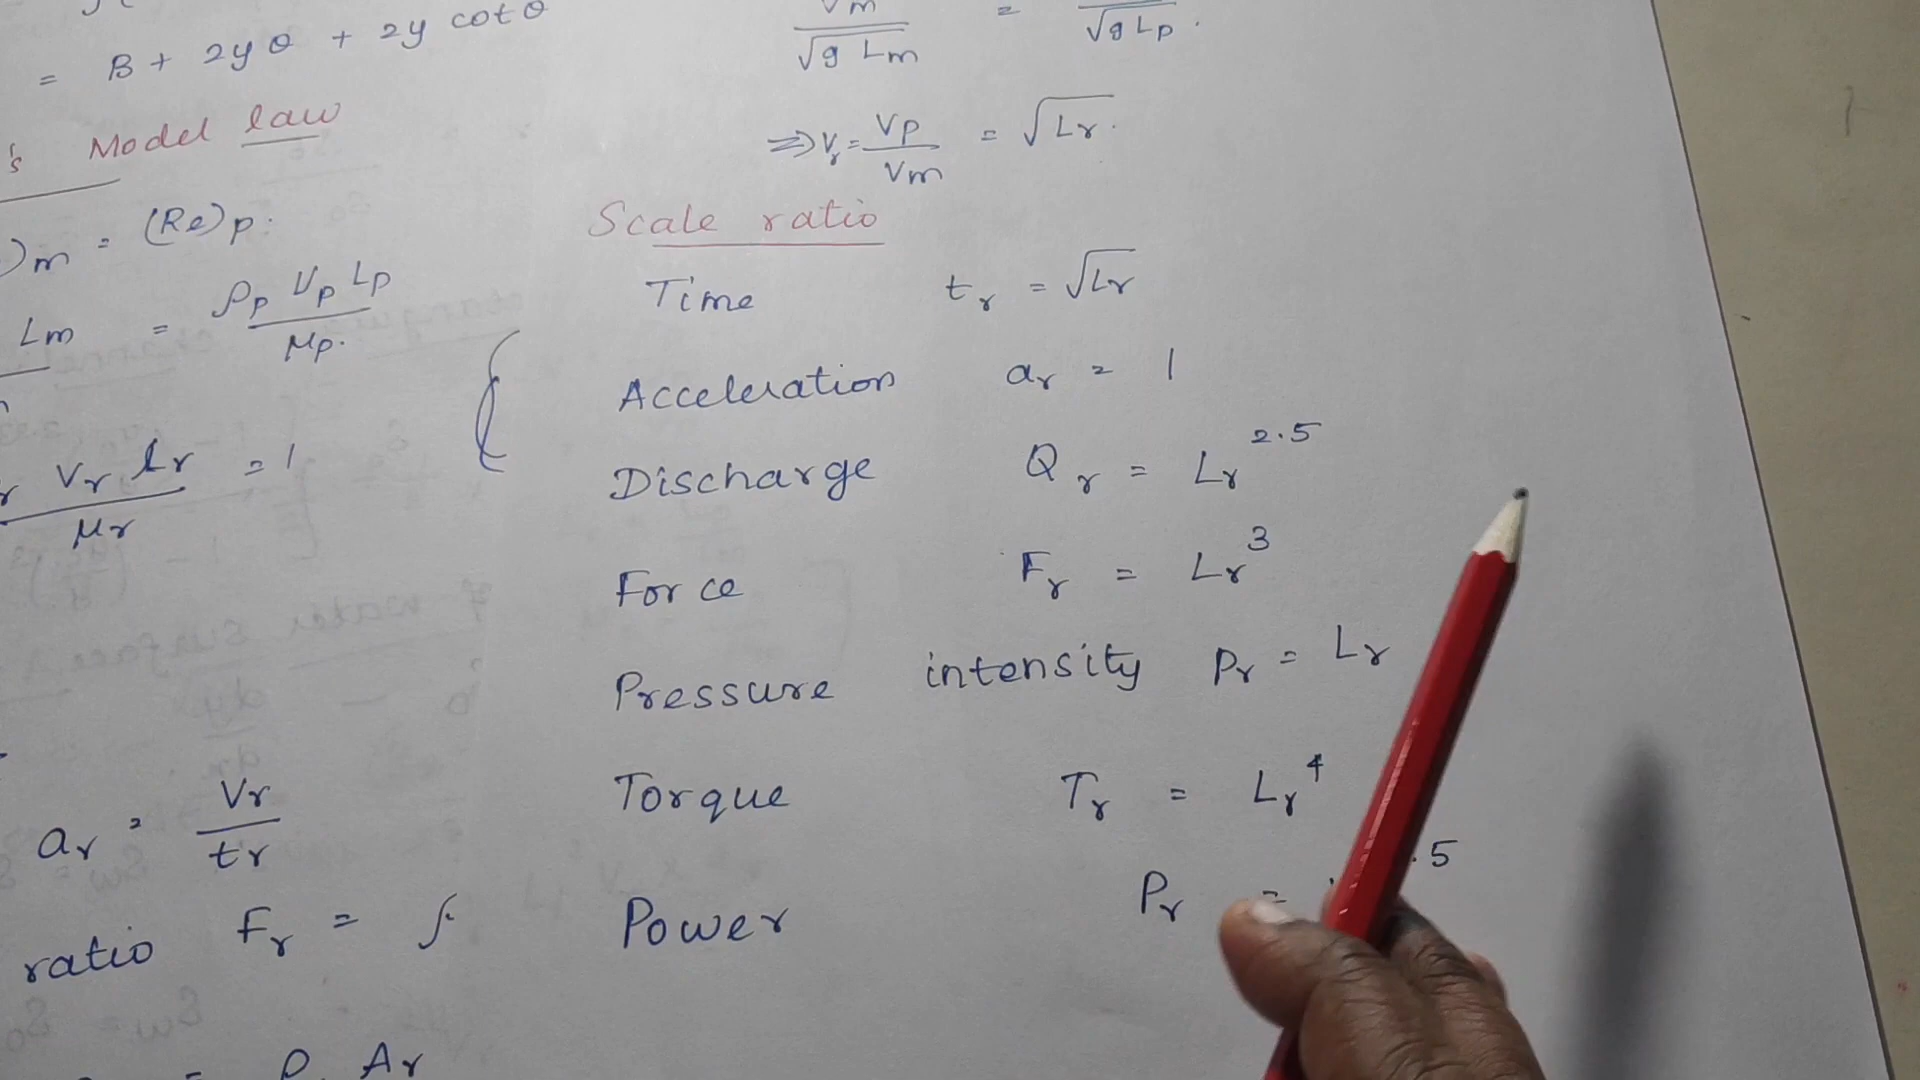 = B + 2yθ + 2y cot θ
's Model law
)m = (Re)p.
Lm = ρp Vp Lp / μp.
Vr lr / μr = 1
ar = Vr / tr
ratio Fr =
ρ Ar
Vm / √g Lm = / √g Lp.
⇒ Vr = Vp / Vm = √Lr.
Scale ratio
Time tr = √Lr
Acceleration ar = 1
Discharge Qr = Lr^2.5
Force Fr = Lr^3
Pressure intensity Pr = Lr
Torque Tr = Lr^4
Power Pr = .5